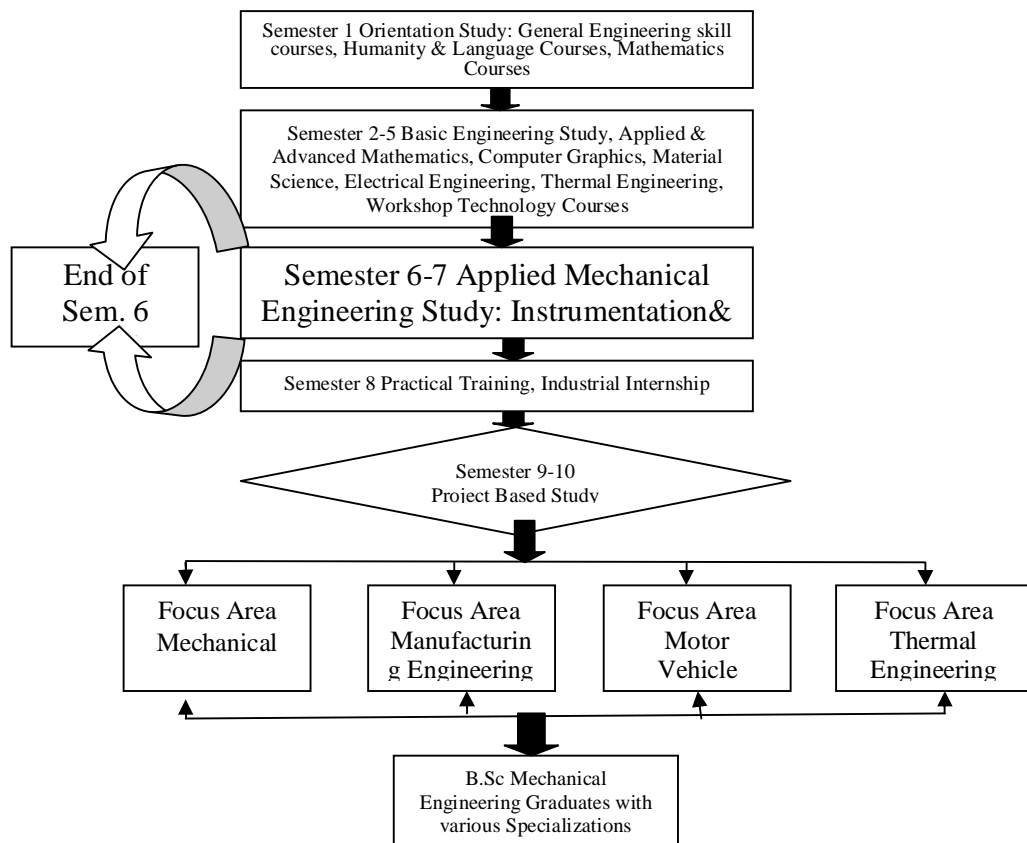 Semester 1 Orientation Study: General Engineering skill
courses, Humanity & Language Courses, Mathematics
Courses
Semester 2-5 Basic Engineering Study, Applied &
Advanced Mathematics, Computer Graphics, Material
Science, Electrical Engineering, Thermal Engineering,
Workshop Technology Courses
End of
Sem. 6
Semester 6-7 Applied Mechanical
Engineering Study: Instrumentation&
Semester 8 Practical Training, Industrial Internship
Semester 9-10
Project Based Study
Focus Area
Mechanical
Focus Area
Manufacturin
g Engineering
Focus Area
Motor
Vehicle
Focus Area
Thermal
Engineering
B.Sc Mechanical
Engineering Graduates with
various Specializations